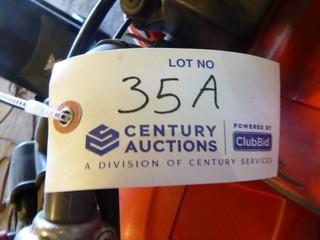 LOT NO
35A
CENTURY AUCTIONS
POWERED BY
ClubBid
A DIVISION OF CENTURY SERVICES